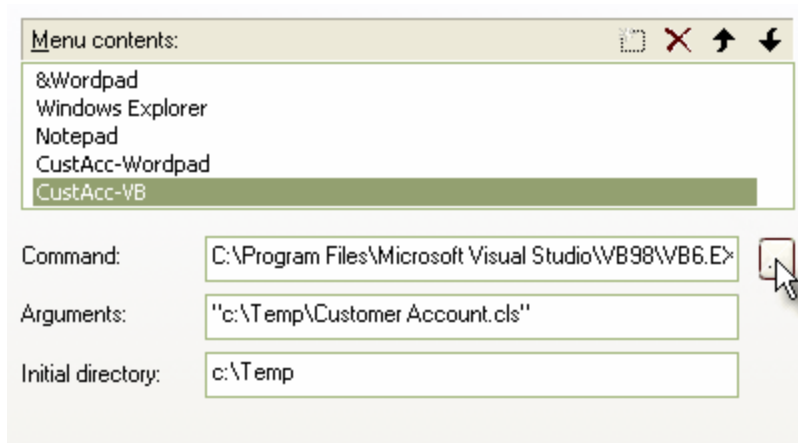 Menu contents:
&Wordpad
Windows Explorer
Notepad
CustAcc-Wordpad
CustAcc-VB
Command: C:\Program Files\Microsoft Visual Studio\VB98\VB6.EX
Arguments: "c:\Temp\Customer Account.cls"
Initial directory: c:\Temp